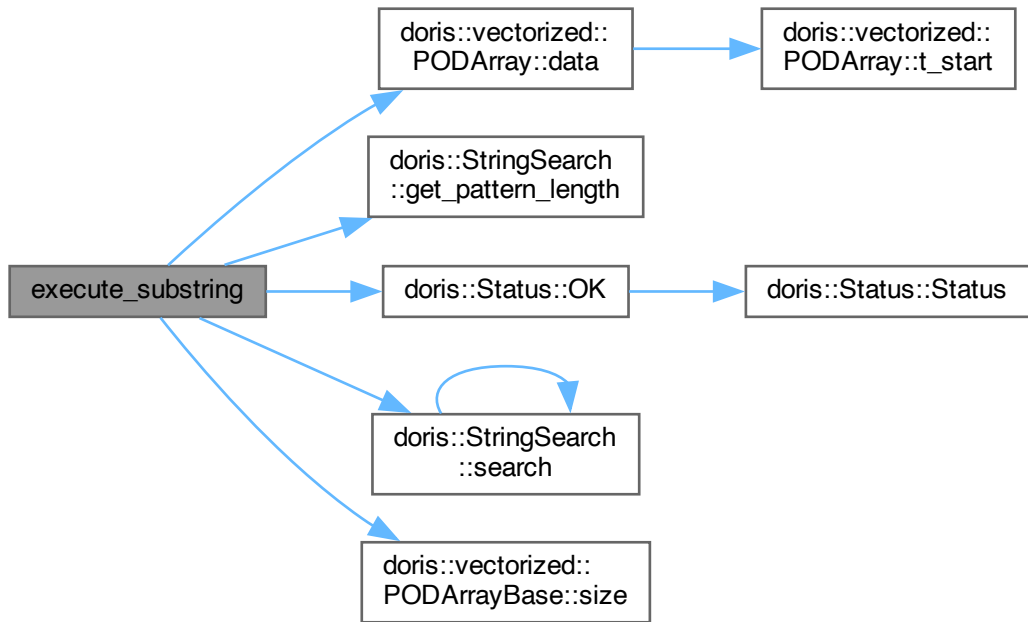 doris::vectorized::
PODArray::data
doris::vectorized::
PODArray::t_start
doris::StringSearch
::get_pattern_length
execute_substring
doris::Status::OK
doris::Status::Status
doris::StringSearch
::search
doris::vectorized::
PODArrayBase::size